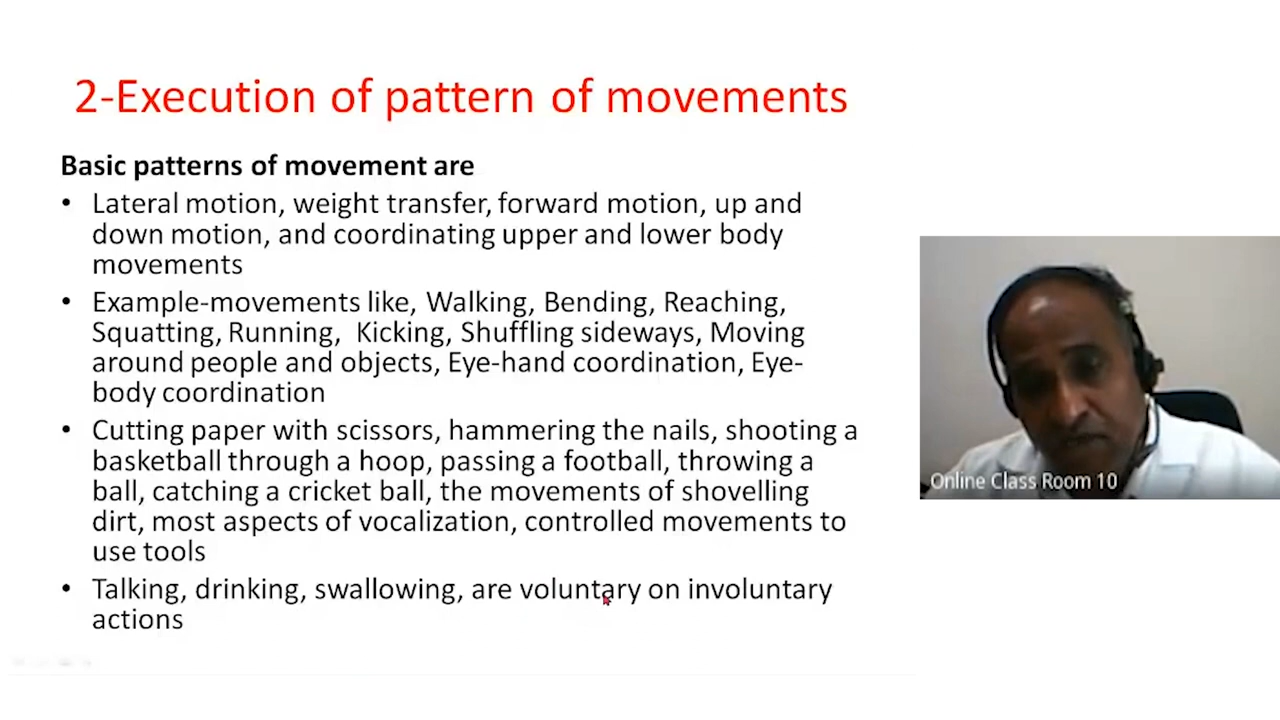 2-Execution of pattern of movements
Basic patterns of movement are
• Lateral motion, weight transfer, forward motion, up and
down motion, and coordinating upper and lower body
movements
• Example-movements like, Walking, Bending, Reaching,
Squatting, Running, Kicking, Shuffling sideways, Moving
around people and objects, Eye-hand coordination, Eye-
body coordination
• Cutting paper with scissors, hammering the nails, shooting a
basketball through a hoop, passing a football, throwing a
ball, catching a cricket ball, the movements of shovelling
dirt, most aspects of vocalization, controlled movements to
use tools
• Talking, drinking, swallowing, are voluntary on involuntary
actions
Online Class Room 10